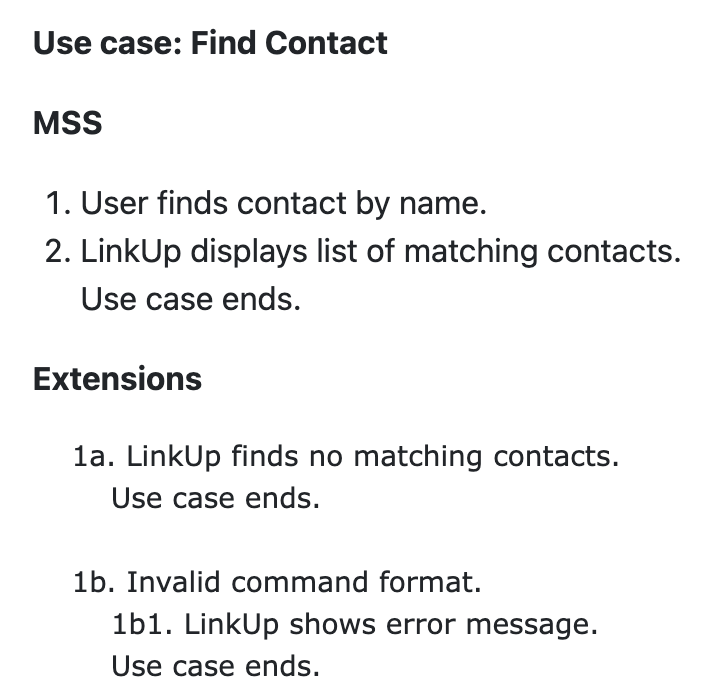 Use case: Find Contact
MSS
1. User finds contact by name.
2. LinkUp displays list of matching contacts.
Use case ends.
Extensions
1a. LinkUp finds no matching contacts.
Use case ends.
1b. Invalid command format.
1b1. LinkUp shows error message.
Use case ends.